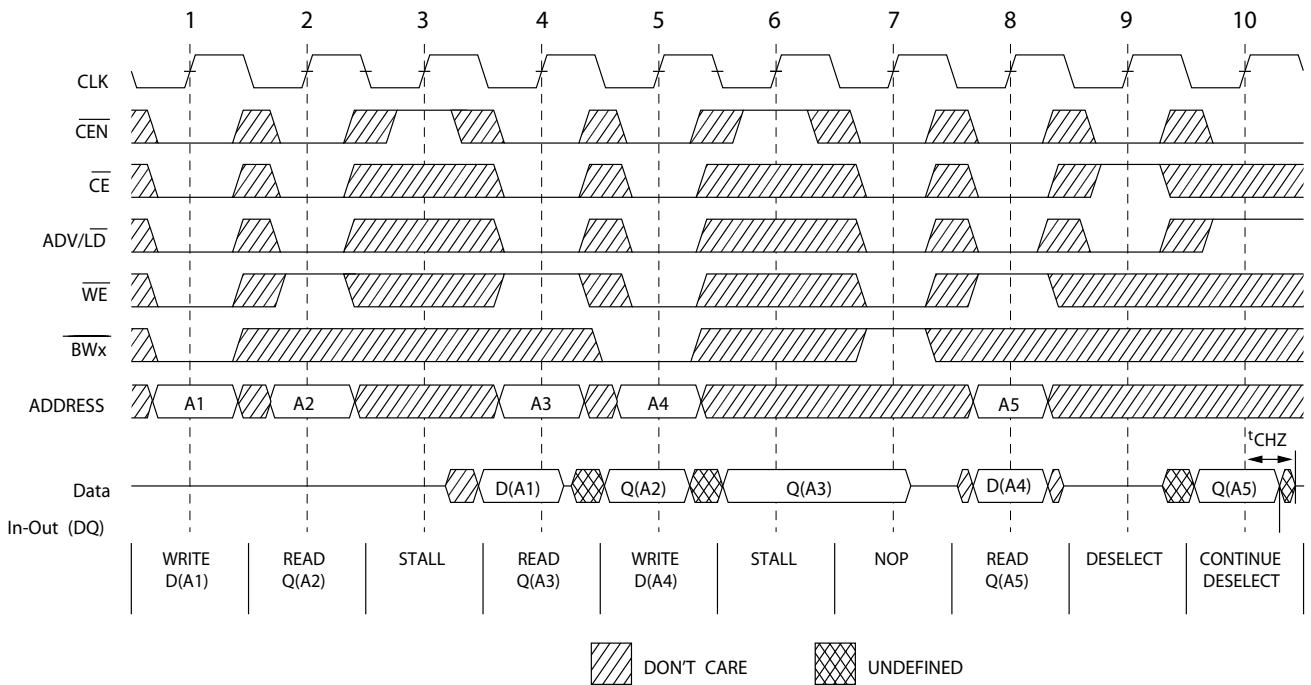 1 2 3 4 5 6 7 8 9 10
CLK
CEN
CE
ADV/LD
WE
BWx
ADDRESS A1 A2 A3 A4 A5
tCHZ
Data D(A1) Q(A2) Q(A3) D(A4) Q(A5)
In-Out (DQ)
WRITE READ STALL READ WRITE STALL NOP READ DESELECT CONTINUE
D(A1) Q(A2) Q(A3) D(A4) Q(A5) DESELECT
DON'T CARE UNDEFINED